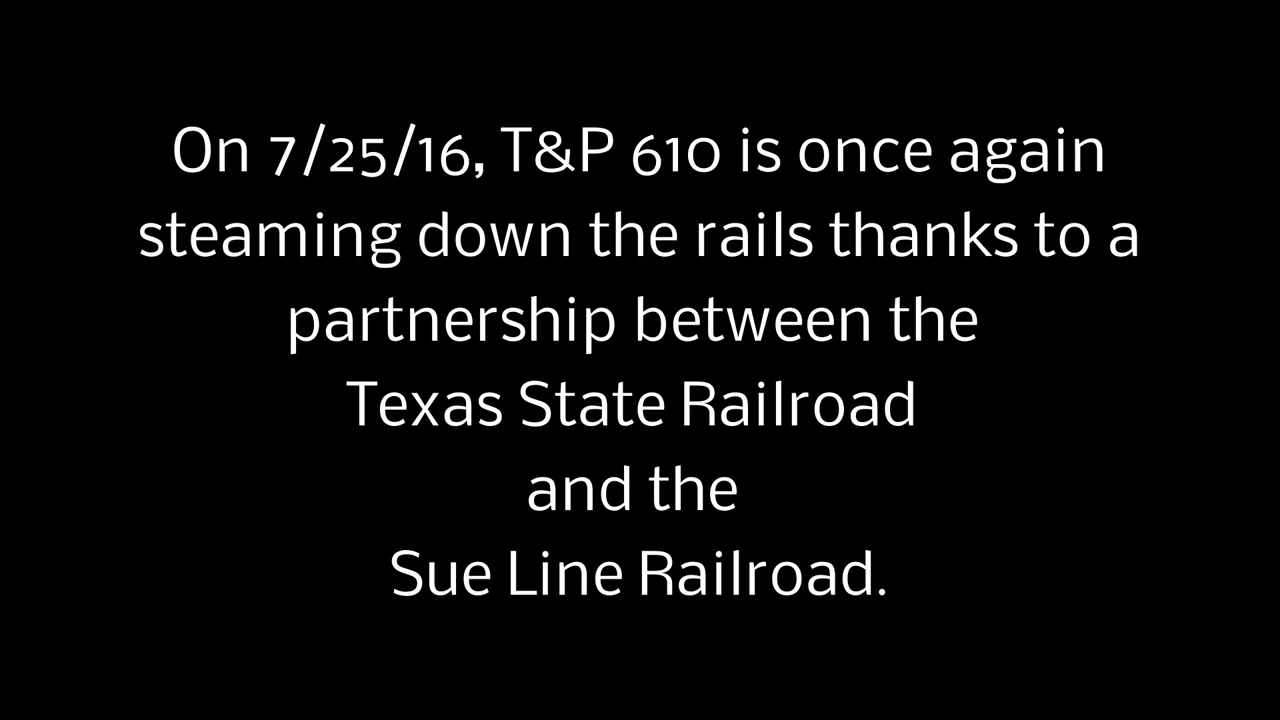 On 7/25/16, T&P 610 is once again
steaming down the rails thanks to a
partnership between the
Texas State Railroad
and the
Sue Line Railroad.